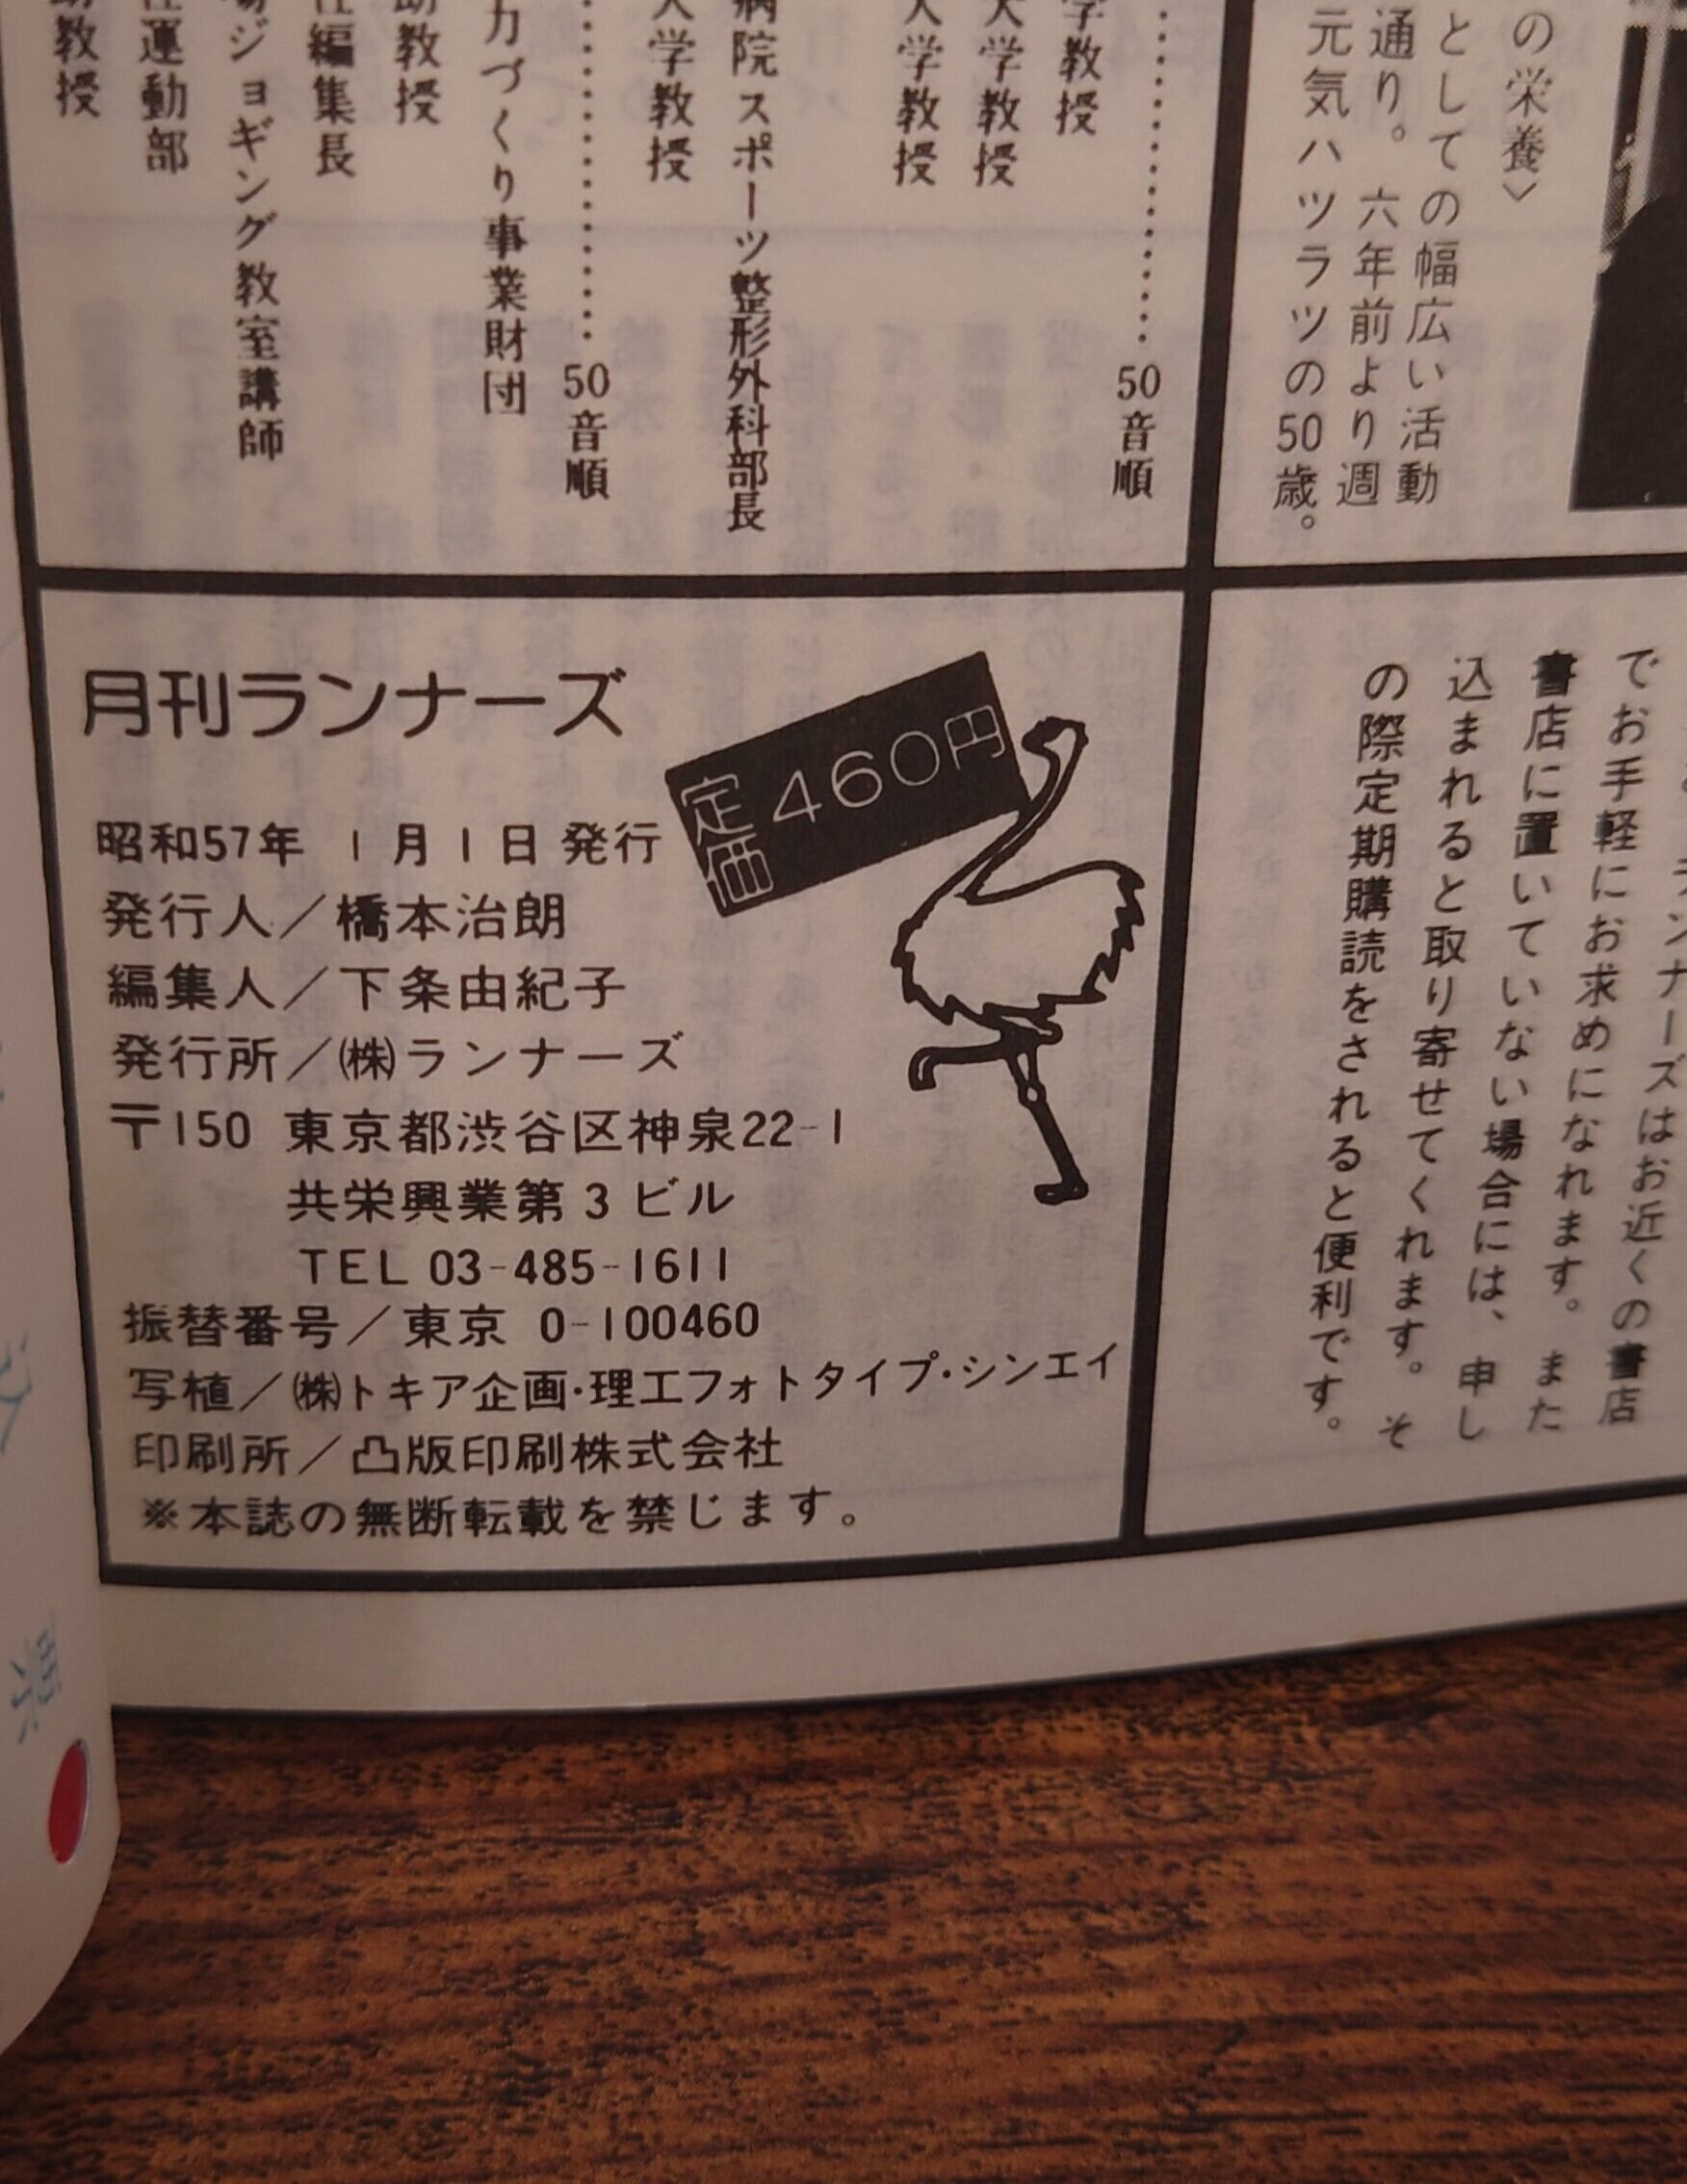 の栄養〉
としての幅広い活動
通り。六年前より週
元気ハツラツの50歳。
学教授
大学教授
大学教授
50音順
病院スポーツ整形外科部長
大学教授
50音順
力づくり事業財団
助教授
編集長
ジョギング教室講師
運動部
教授
でお手軽にお求めになれます。また
書店に置いていない場合には、申し
込まれると取り寄せてくれます。そ
の際定期購読をされると便利です。
ランナーズはお近くの書店
月刊ランナーズ
定価460円
昭和57年 1月1日 発行
発行人／橋本治朗
編集人／下条由紀子
発行所／㈱ランナーズ
〒150 東京都渋谷区神泉22-1
共栄興業第3ビル
TEL 03-485-1611
振替番号／東京 0-100460
写植／㈱トキア企画・理工フォトタイプ・シンエイ
印刷所／凸版印刷株式会社
※本誌の無断転載を禁じます。